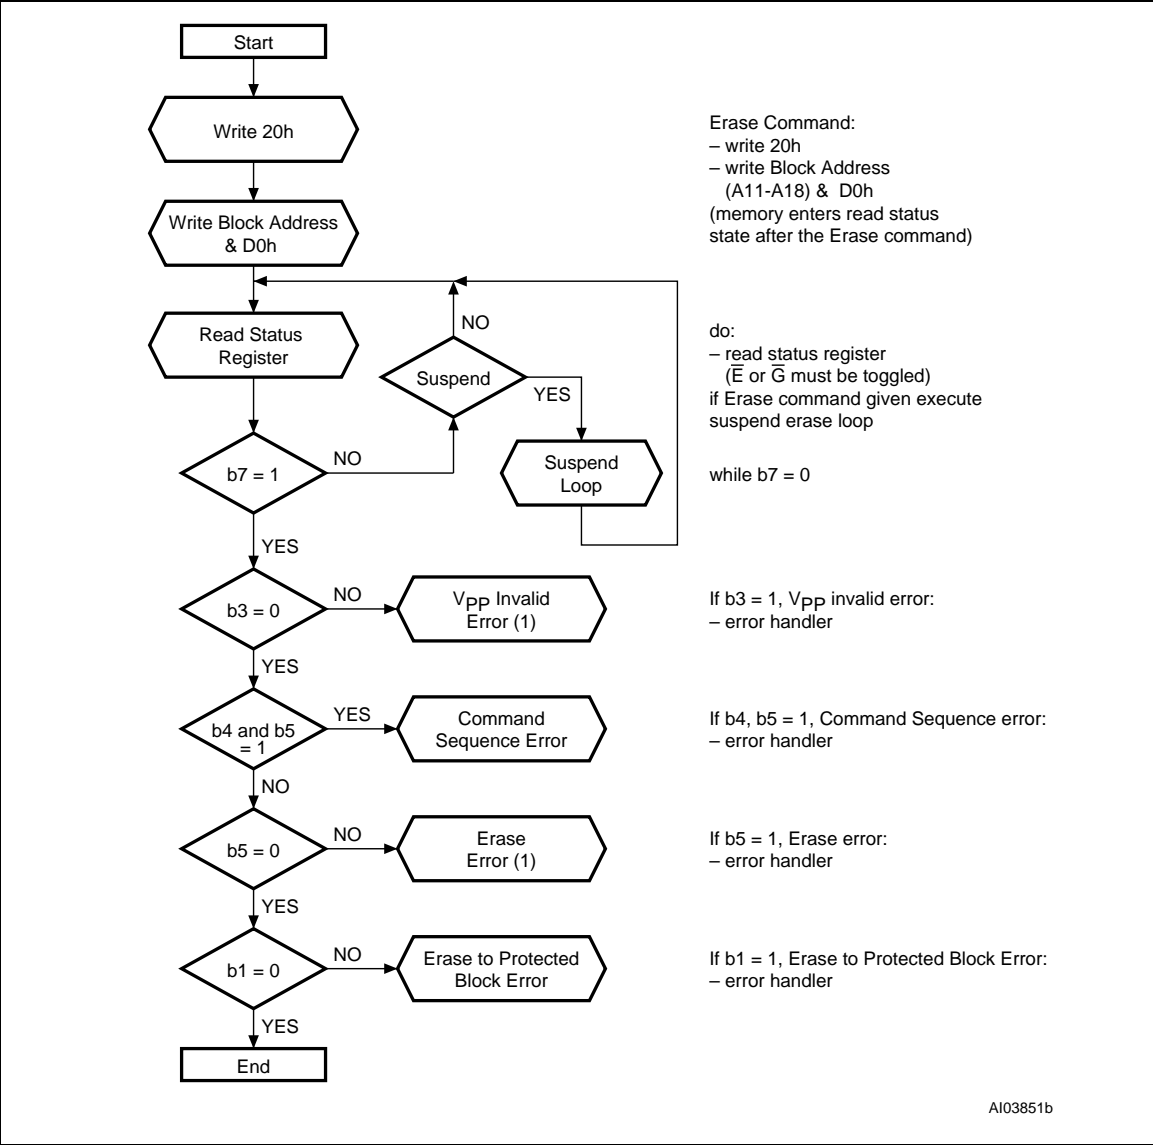 Start
Write 20h
Erase Command:
– write 20h
– write Block Address
(A11-A18) & D0h
(memory enters read status
state after the Erase command)
Write Block Address
& D0h
Read Status
Register
NO
Suspend
YES
do:
– read status register
(E̅ or G̅ must be toggled)
if Erase command given execute
suspend erase loop
while b7 = 0
b7 = 1
NO
Suspend
Loop
YES
b3 = 0
NO
VPP Invalid
Error (1)
If b3 = 1, VPP invalid error:
– error handler
YES
b4 and b5
= 1
YES
Command
Sequence Error
If b4, b5 = 1, Command Sequence error:
– error handler
NO
b5 = 0
NO
Erase
Error (1)
If b5 = 1, Erase error:
– error handler
YES
b1 = 0
NO
Erase to Protected
Block Error
If b1 = 1, Erase to Protected Block Error:
– error handler
YES
End
AI03851b